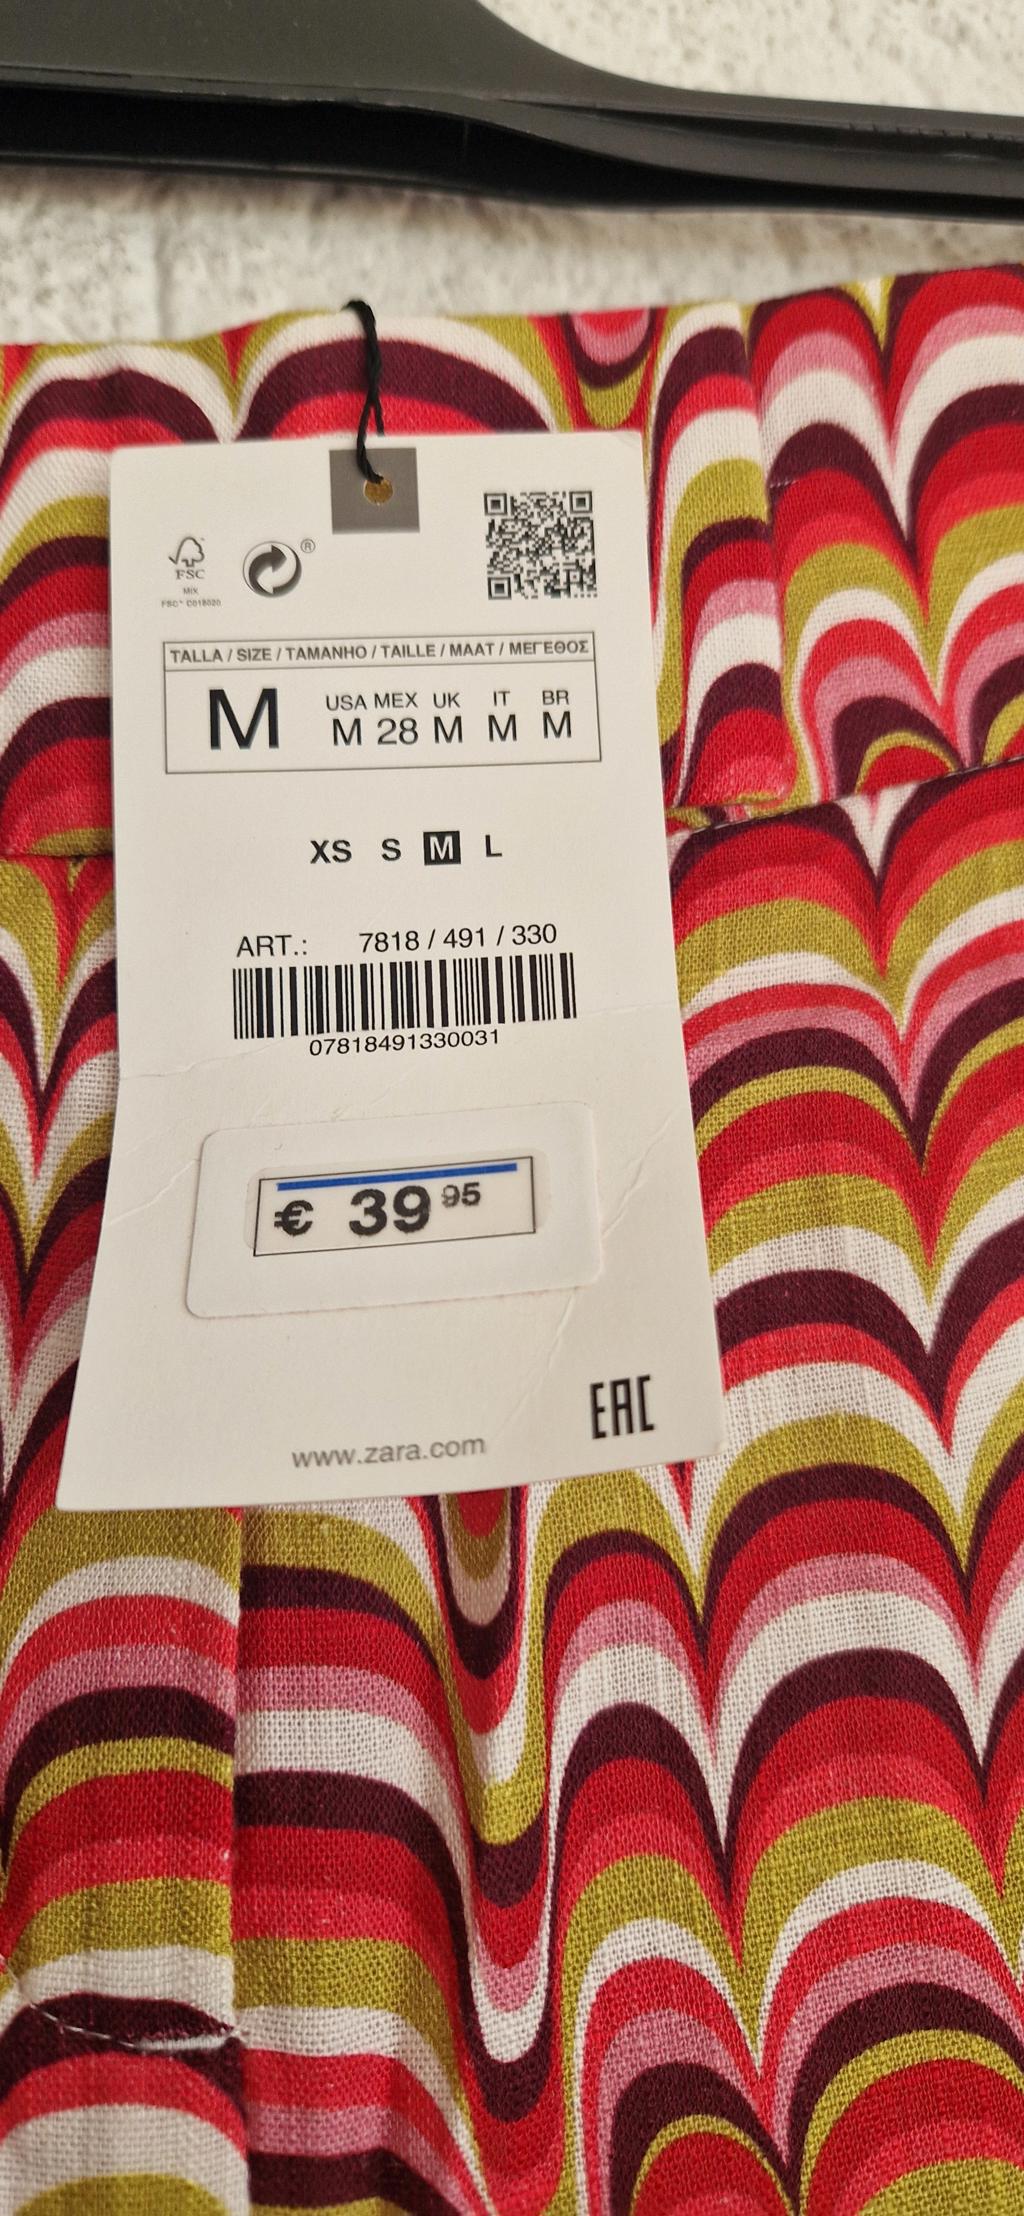 FSC
MIX
FSC® C018020
®
TALLA / SIZE / TAMANHO / TAILLE / MAAT / ΜΕΓΕΘΟΣ
M
USA MEX UK IT BR
M 28 M M M
XS S M L
ART.: 7818 / 491 / 330
07818491330031
€ 39 95
EAC
www.zara.com